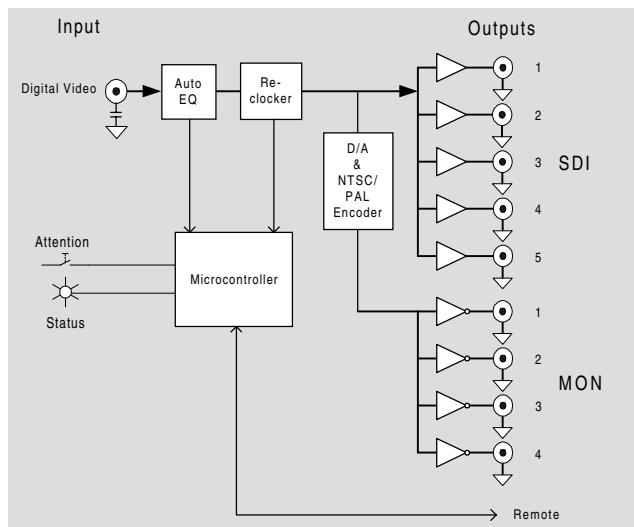 Input
Outputs
Digital Video
Auto
EQ
Re-
clocker
D/A
&
NTSC/
PAL
Encoder
1
2
3
4
5
SDI
Attention
Status
Microcontroller
1
2
3
4
MON
Remote